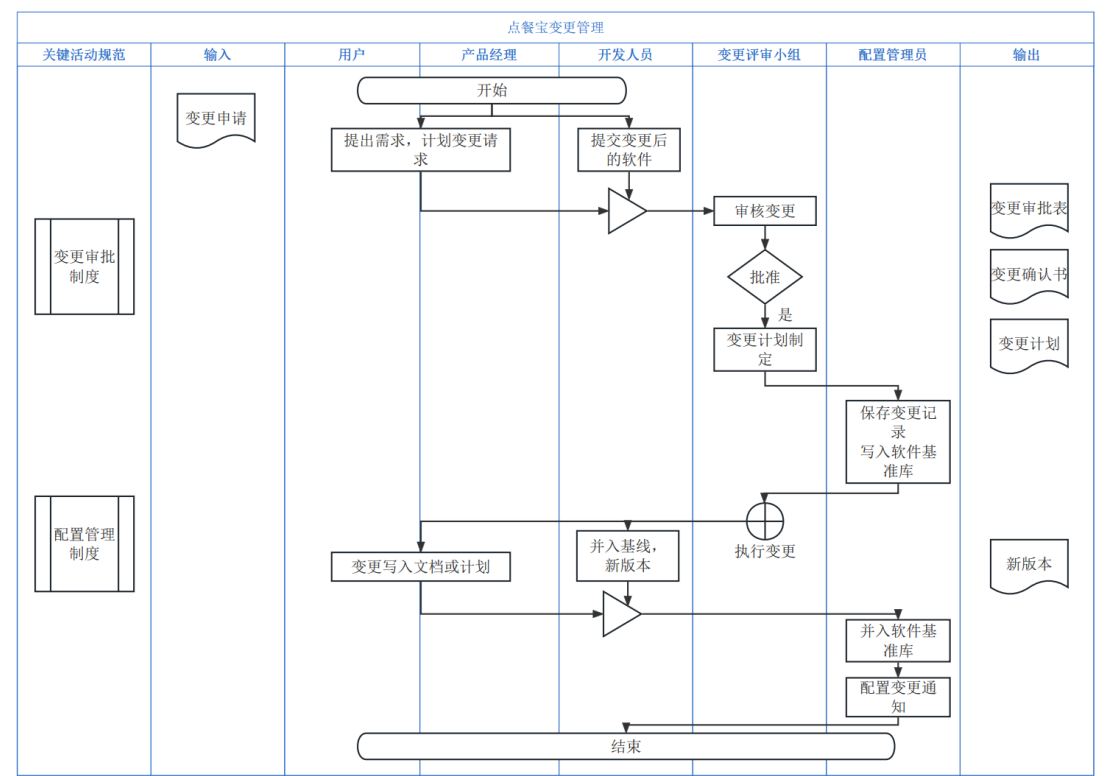 点餐宝变更管理
关键活动规范
输入
用户
产品经理
开发人员
变更评审小组
配置管理员
输出
开始
变更申请
提出需求，计划变更请
求
提交变更后
的软件
审核变更
变更审批表
变更审批
制度
批准
变更确认书
是
变更计划制
定
变更计划
保存变更记
录
写入软件基
准库
配置管理
制度
执行变更
并入基线，
新版本
变更写入文档或计划
新版本
并入软件基
准库
配置变更通
知
结束